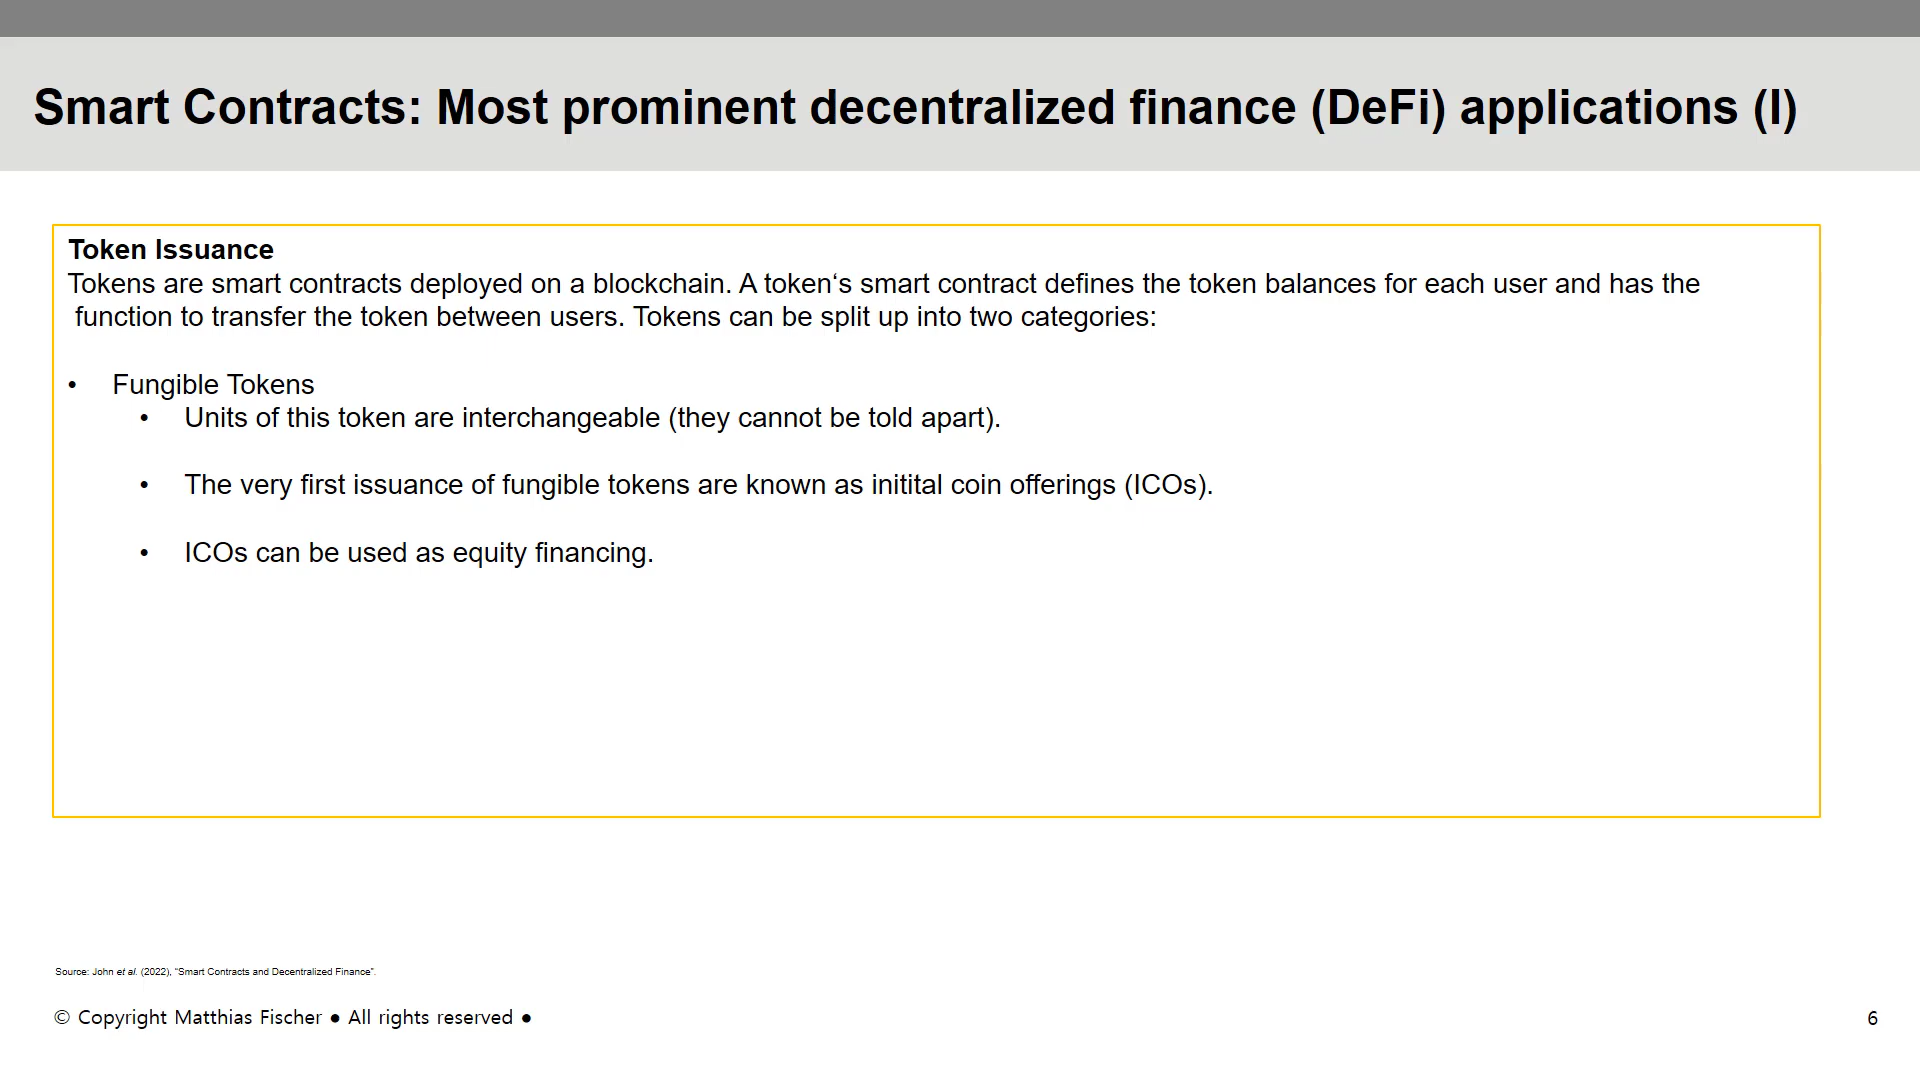 Smart Contracts: Most prominent decentralized finance (DeFi) applications (I)
Token Issuance
Tokens are smart contracts deployed on a blockchain. A token‘s smart contract defines the token balances for each user and has the
function to transfer the token between users. Tokens can be split up into two categories:
• Fungible Tokens
• Units of this token are interchangeable (they cannot be told apart).
• The very first issuance of fungible tokens are known as initital coin offerings (ICOs).
• ICOs can be used as equity financing.
Source: John et al. (2022), “Smart Contracts and Decentralized Finance”.
© Copyright Matthias Fischer ● All rights reserved ●
6